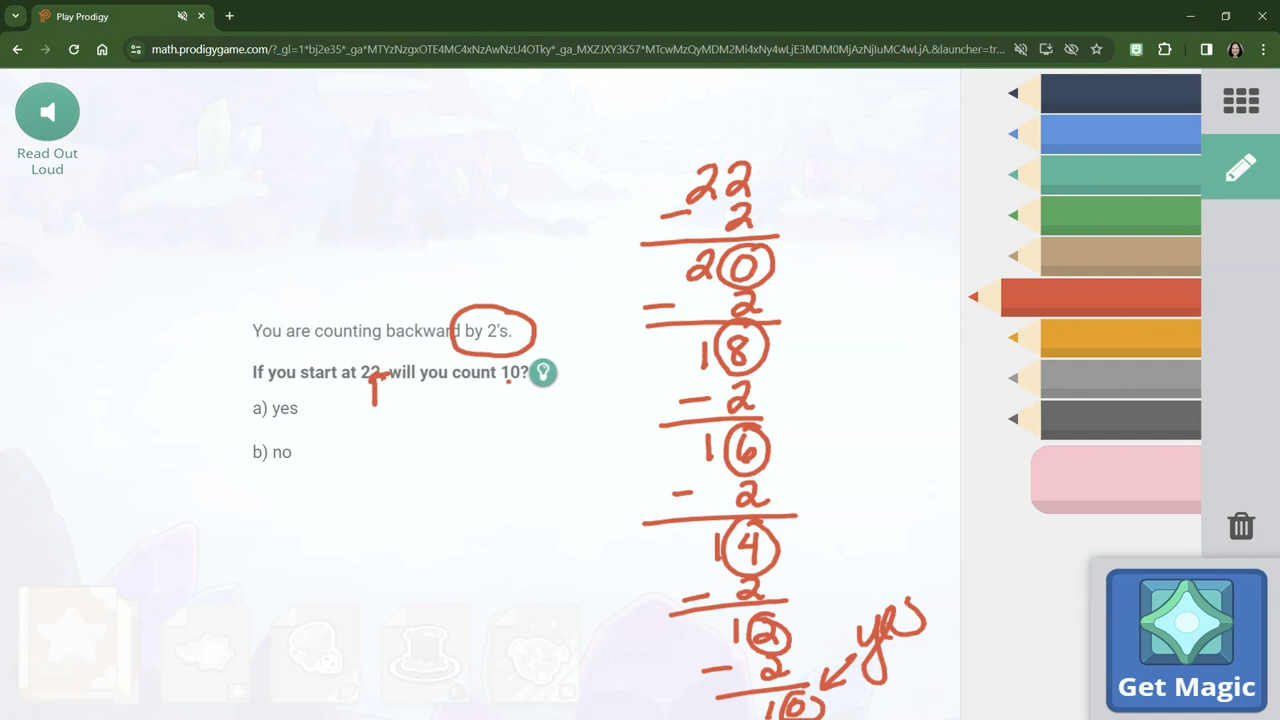 Play Prodigy
math.prodigygame.com/?_gl=1*bj2e35*_ga*MTYzNzgxOTE4MC4xNzAwNzU4OTky*_ga_MXZJXY3K57*MTcwMzQyMDM2Mi4xNy4wLjE3MDM0MjAzNjIuMC4wLjA.&launcher=tr...
Read Out
Loud
You are counting backward by 2's.
If you start at 22, will you count 10?
a) yes
b) no
22
- 2
20
- 2
18
- 2
16
- 2
14
- 2
12
- 2
10
yes
Get Magic